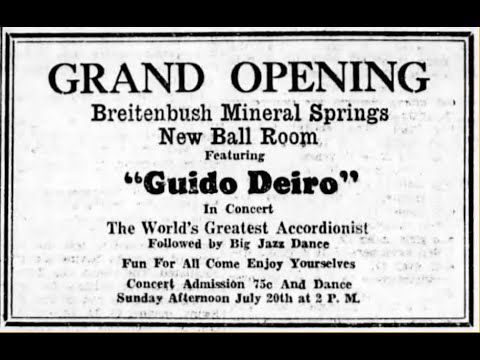 GRAND OPENING
Breitenbush Mineral Springs
New Ball Room
Featuring
"Guido Deiro"
In Concert
The World's Greatest Accordionist
Followed by Big Jazz Dance
Fun For All Come Enjoy Yourselves
Concert Admission 75c And Dance
Sunday Afternoon July 20th at 2 P. M.